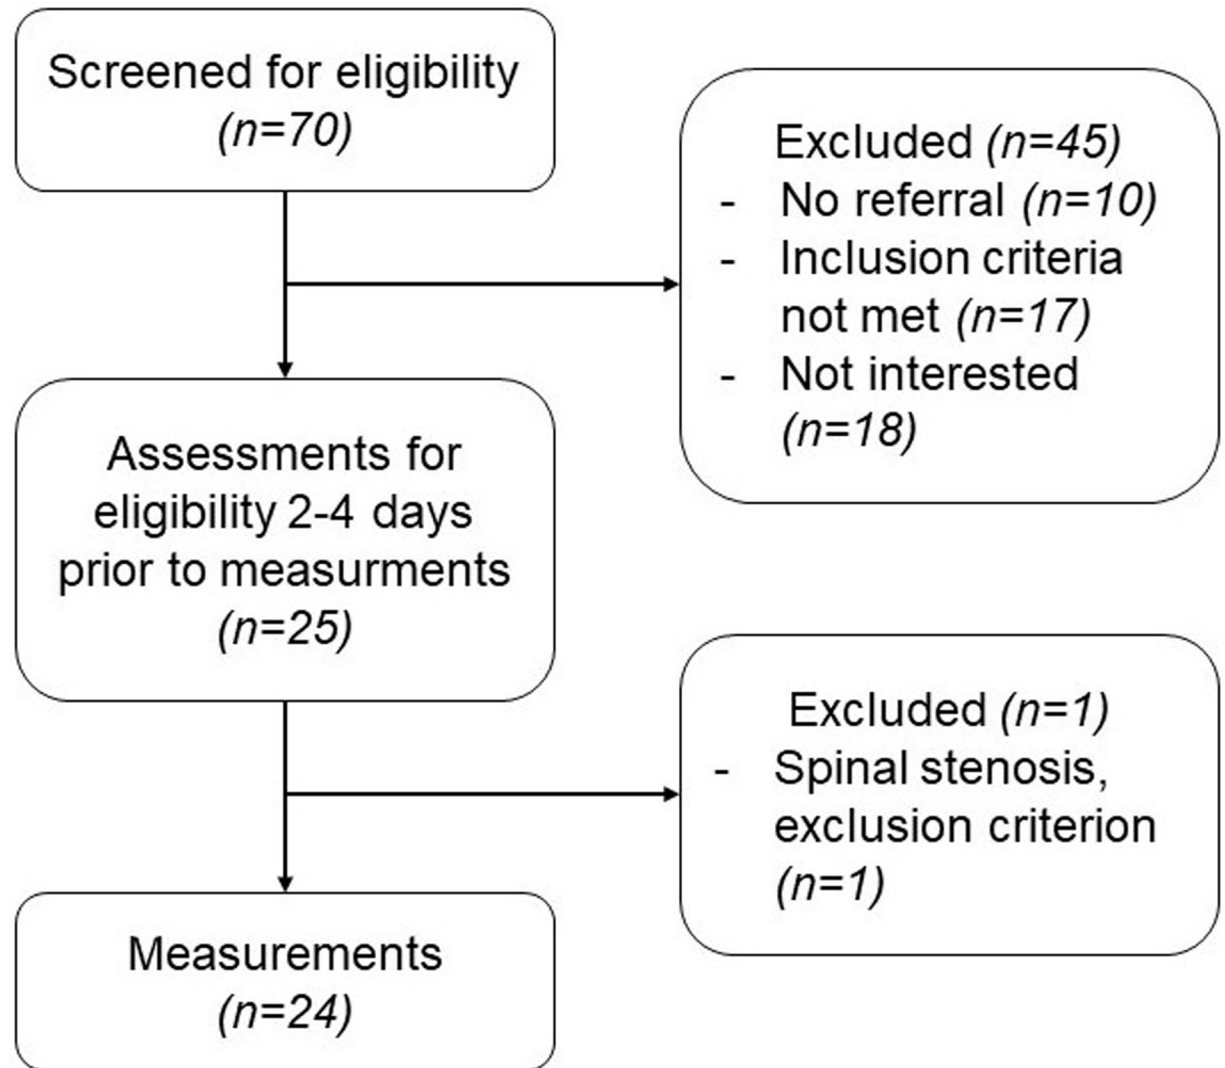 Screened for eligibility
(n=70)
Excluded (n=45)
- No referral (n=10)
- Inclusion criteria
not met (n=17)
- Not interested
(n=18)
Assessments for
eligibility 2-4 days
prior to measurments
(n=25)
Excluded (n=1)
- Spinal stenosis,
exclusion criterion
(n=1)
Measurements
(n=24)